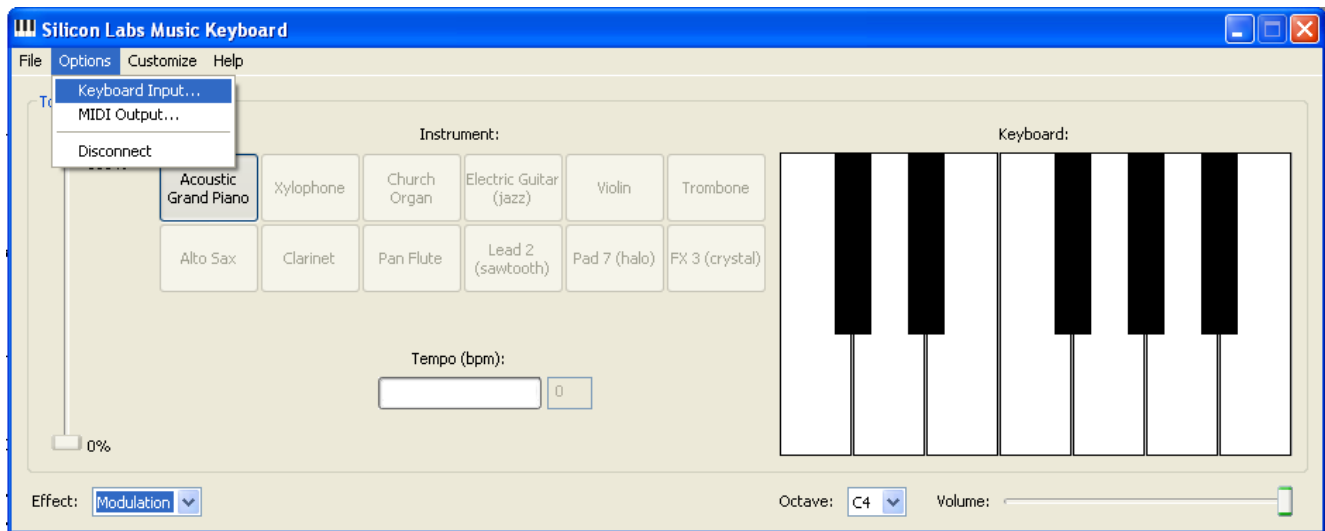 Silicon Labs Music Keyboard
File Options Customize Help
Keyboard Input...
MIDI Output...
Disconnect
Instrument:
Keyboard:
Acoustic
Grand Piano
Xylophone
Church
Organ
Electric Guitar
(jazz)
Violin
Trombone
Alto Sax
Clarinet
Pan Flute
Lead 2
(sawtooth)
Pad 7 (halo)
FX 3 (crystal)
Tempo (bpm):
0
0%
Effect: Modulation
Octave: C4 Volume: